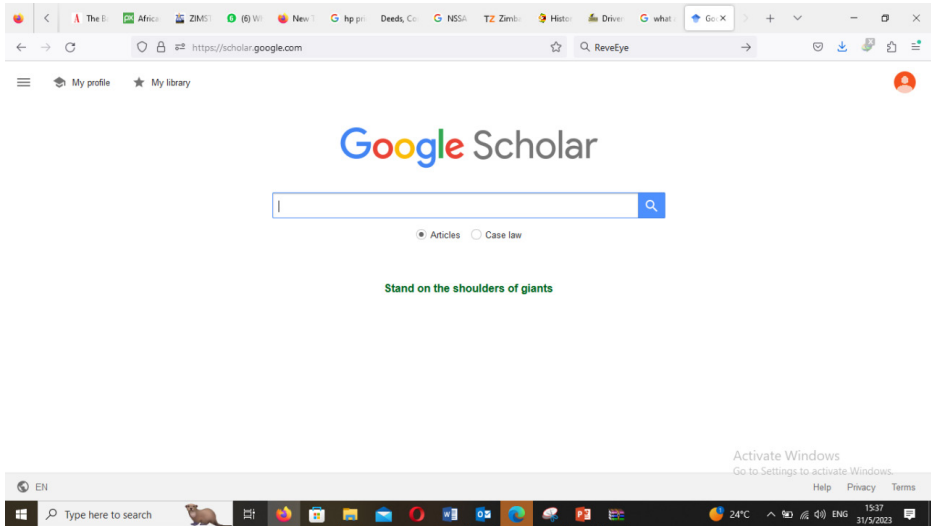 The B
Africa
ZIMST
(6) W
New T
hp pri
Deeds, Co
NSSA
Zimb
Histor
Driver
what
Go
https://scholar.google.com
ReveEye
My profile
My library
Google Scholar
Articles
Case law
Stand on the shoulders of giants
Activate Windows
Go to Settings to activate Windows.
EN
Help Privacy Terms
Type here to search
24°C
ENG
15:37
31/5/2023